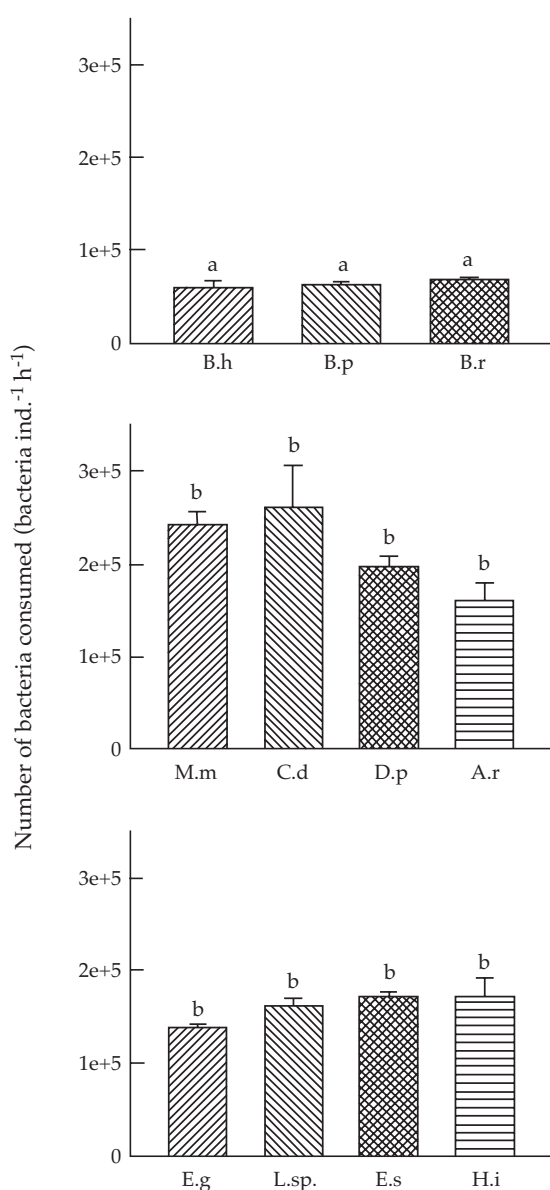 Number of bacteria consumed (bacteria ind.⁻¹ h⁻¹)
3e+5
2e+5
1e+5
0
a a a
B.h B.p B.r
3e+5
2e+5
1e+5
0
b b b b
M.m C.d D.p A.r
3e+5
2e+5
1e+5
0
b b b b
E.g L.sp. E.s H.i